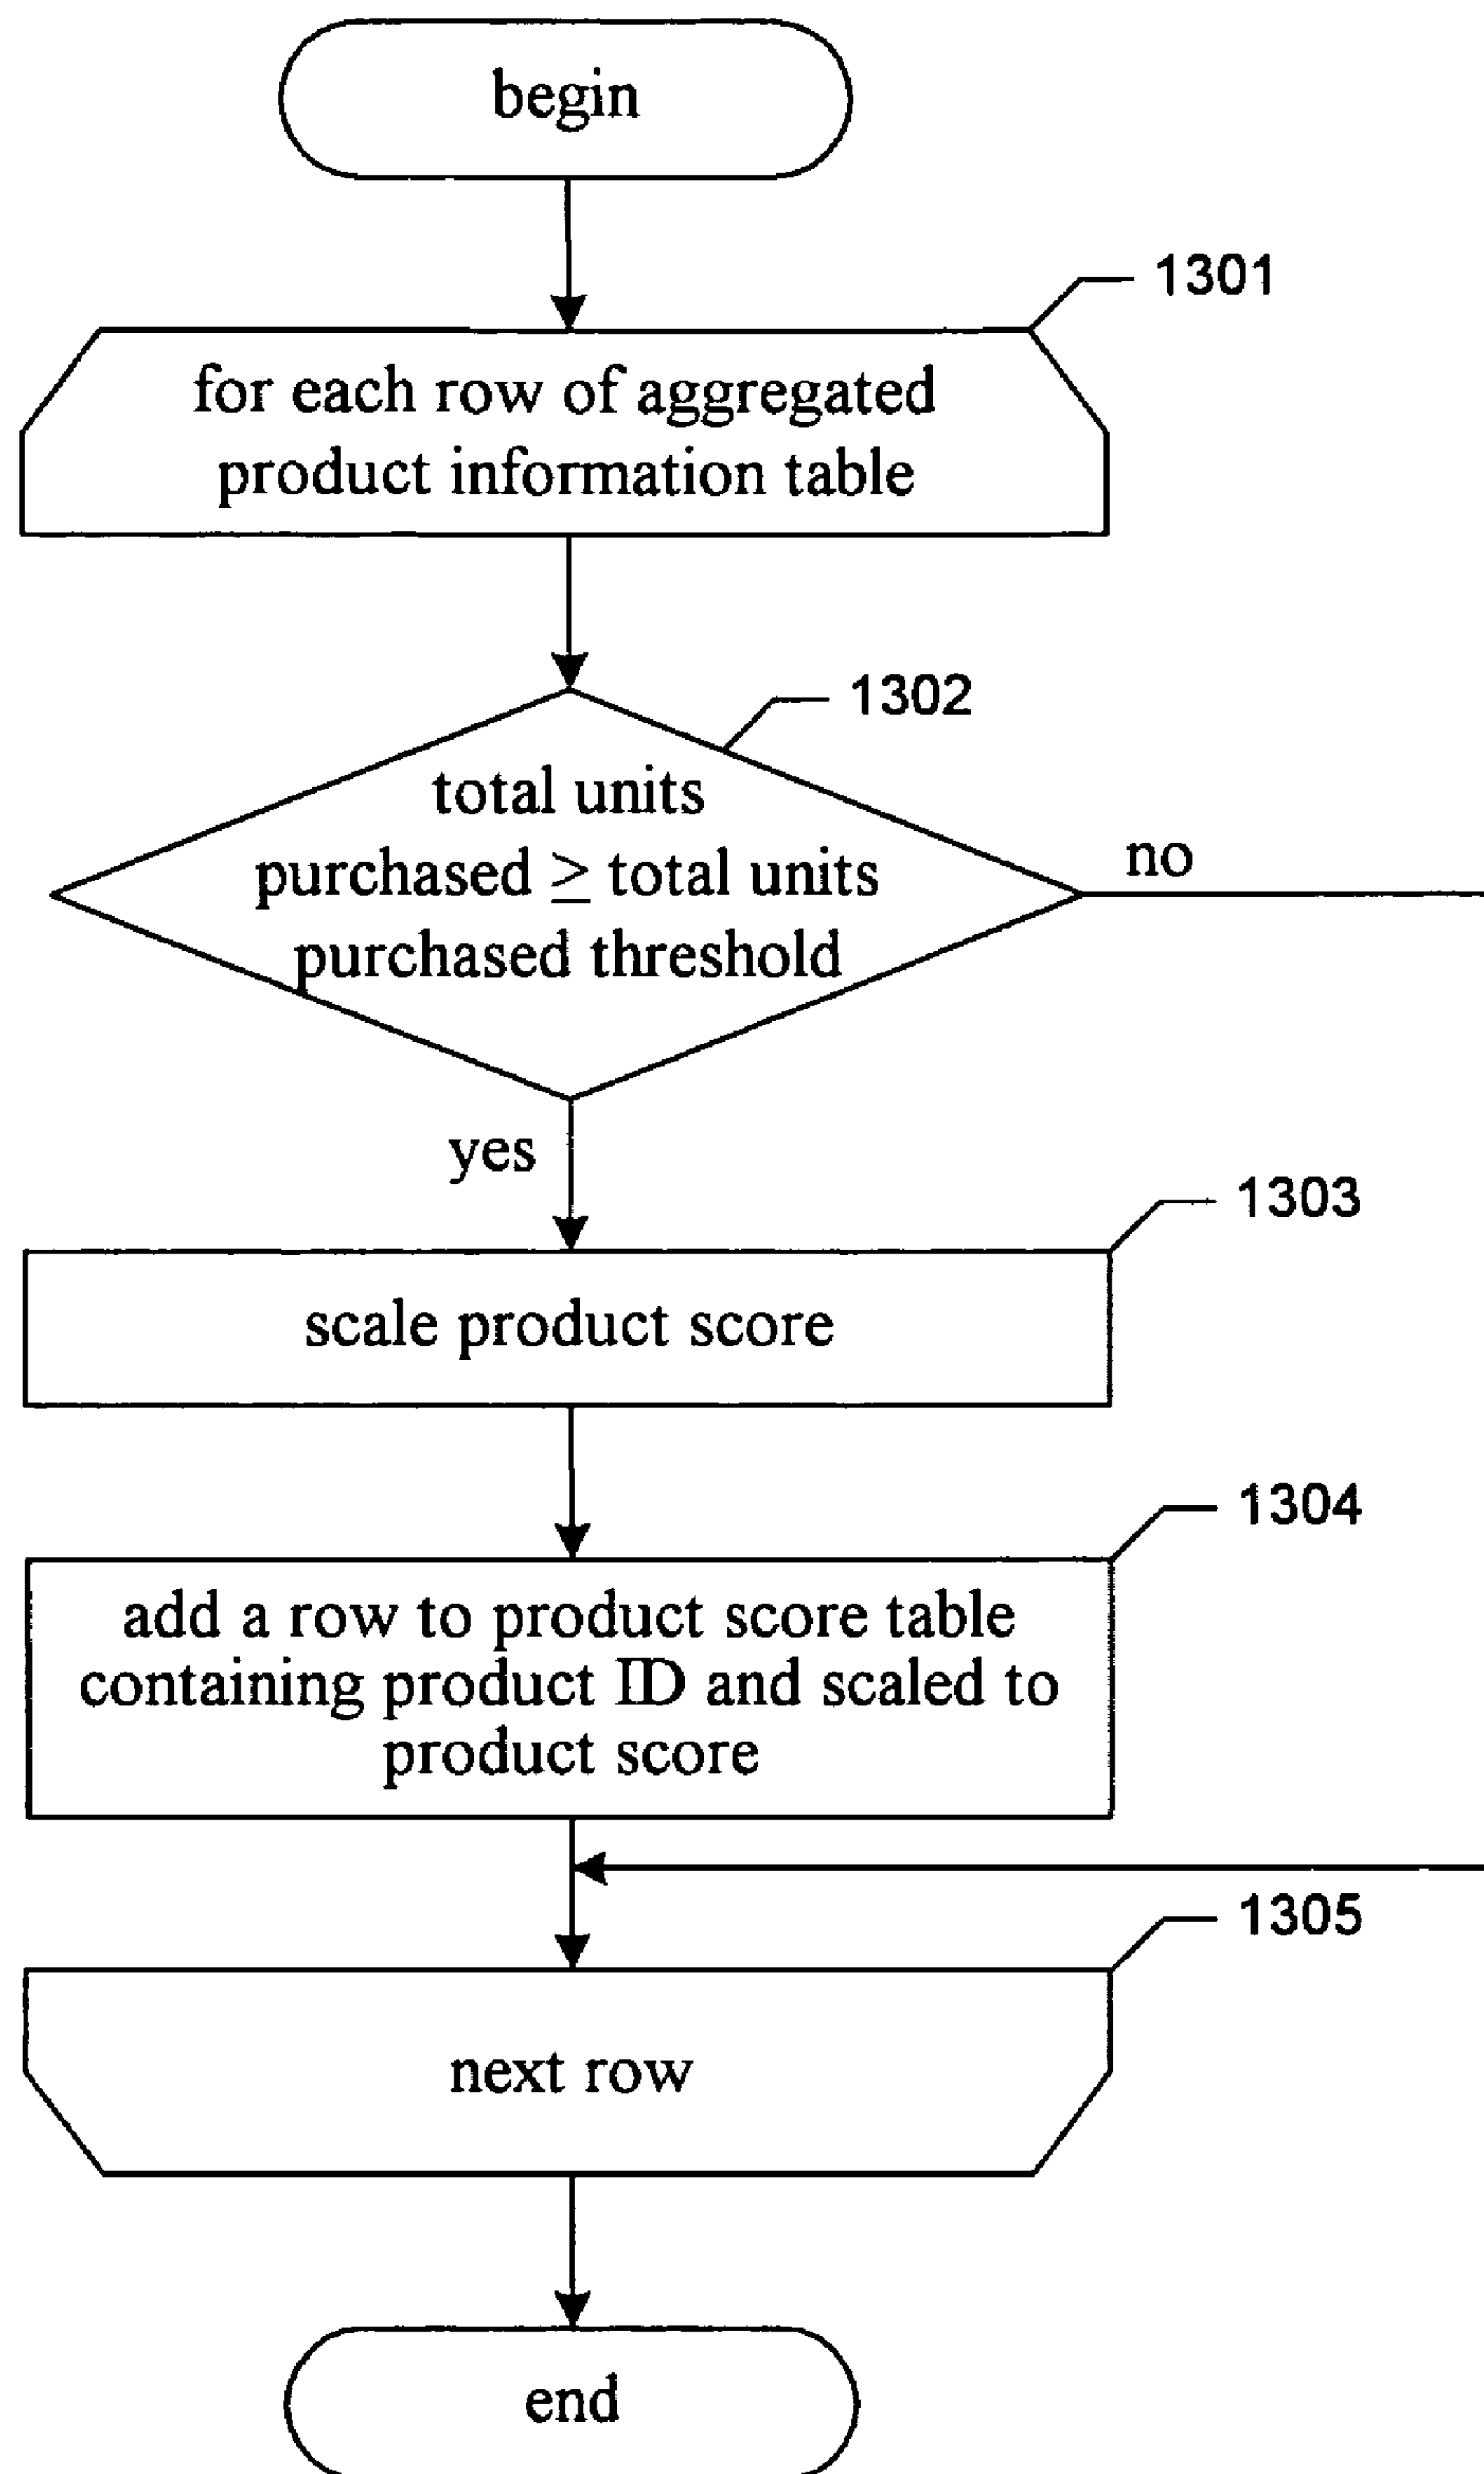 begin
1301
for each row of aggregated
product information table
1302
total units
purchased ≥ total units
purchased threshold
no
yes
1303
scale product score
1304
add a row to product score table
containing product ID and scaled to
product score
1305
next row
end